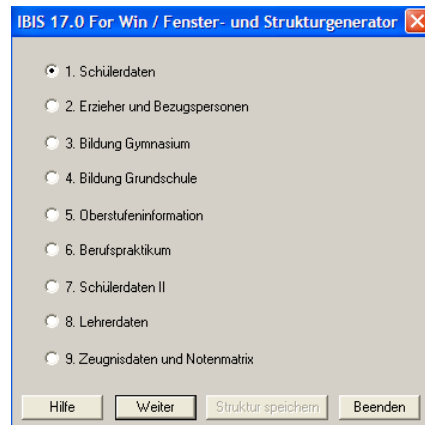 IBIS 17.0 For Win / Fenster- und Strukturgenerator
1. Schülerdaten
2. Erzieher und Bezugspersonen
3. Bildung Gymnasium
4. Bildung Grundschule
5. Oberstufeninformation
6. Berufspraktikum
7. Schülerdaten II
8. Lehrerdaten
9. Zeugnisdaten und Notenmatrix
Hilfe Weiter Struktur speichern Beenden